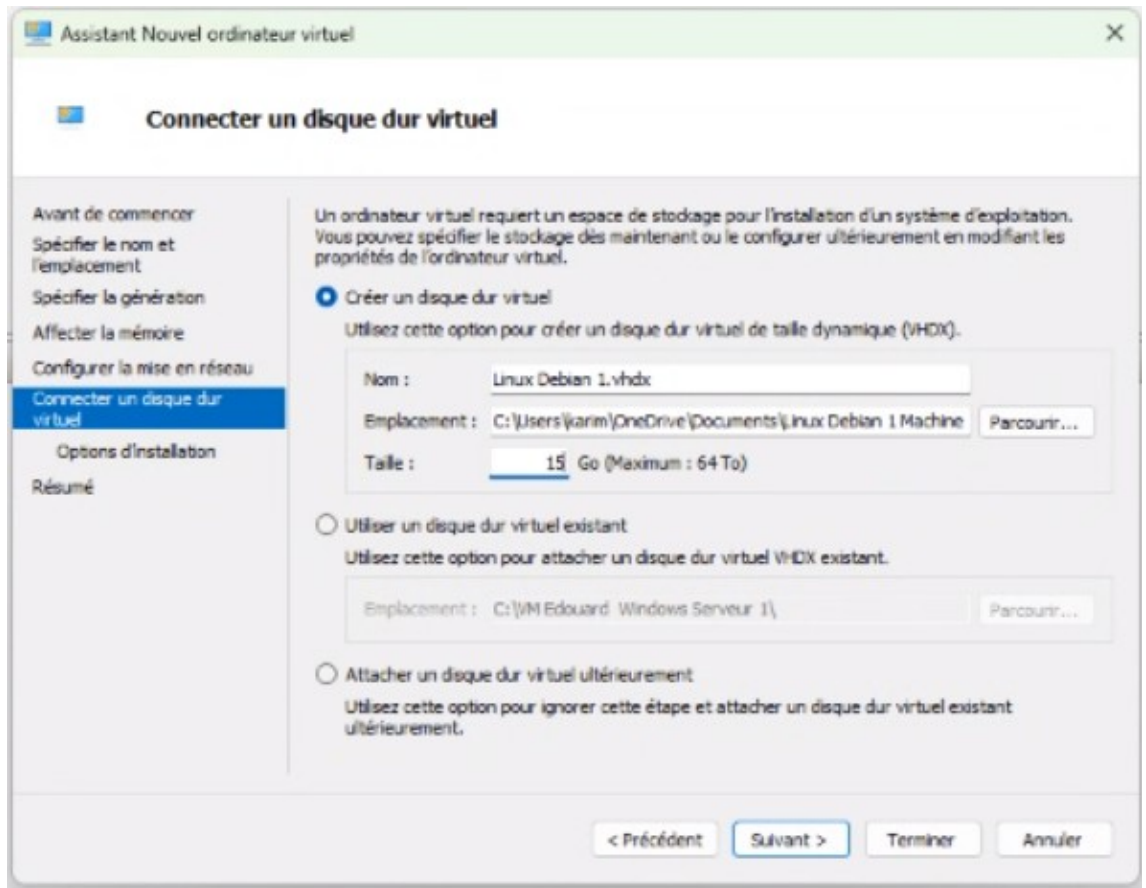 Assistant Nouvel ordinateur virtuel
Connecter un disque dur virtuel
Avant de commencer
Spécifier le nom et
l'emplacement
Spécifier la génération
Affecter la mémoire
Configurer la mise en réseau
Connecter un disque dur
virtuel
Options d'installation
Résumé
Un ordinateur virtuel requiert un espace de stockage pour l'installation d'un système d'exploitation.
Vous pouvez spécifier le stockage dès maintenant ou le configurer ultérieurement en modifiant les
propriétés de l'ordinateur virtuel.
Créer un disque dur virtuel
Utilisez cette option pour créer un disque dur virtuel de taille dynamique (VHDX).
Nom : Linux Debian 1.vhdx
Emplacement : C:\Users\karim\OneDrive\Documents\Linux Debian 1 Machine Parcourir...
Taille : 15 Go (Maximum : 64 To)
Utiliser un disque dur virtuel existant
Utilisez cette option pour attacher un disque dur virtuel VHDX existant.
Emplacement : C:\VM Edouard Windows Serveur 1\ Parcourir...
Attacher un disque dur virtuel ultérieurement
Utilisez cette option pour ignorer cette étape et attacher un disque dur virtuel existant
ultérieurement.
< Précédent Suivant > Terminer Annuler